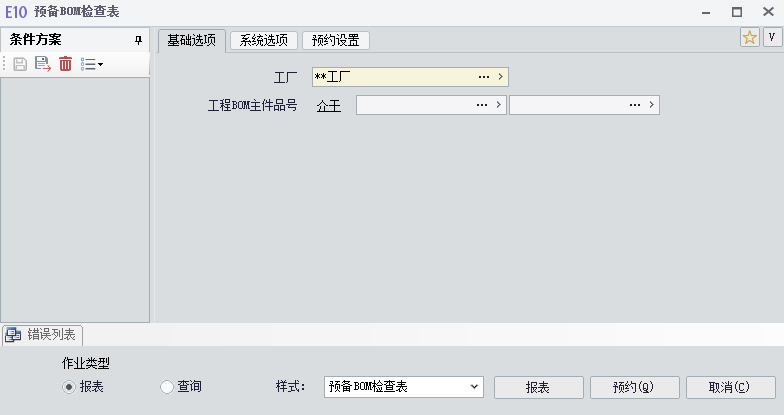 E10 预备BOM检查表
条件方案
基础选项 系统选项 预约设置
工厂 **工厂
工程BOM主件品号 介于
错误列表
作业类型
报表 查询 样式: 预备BOM检查表 报表 预约(Q) 取消(C)